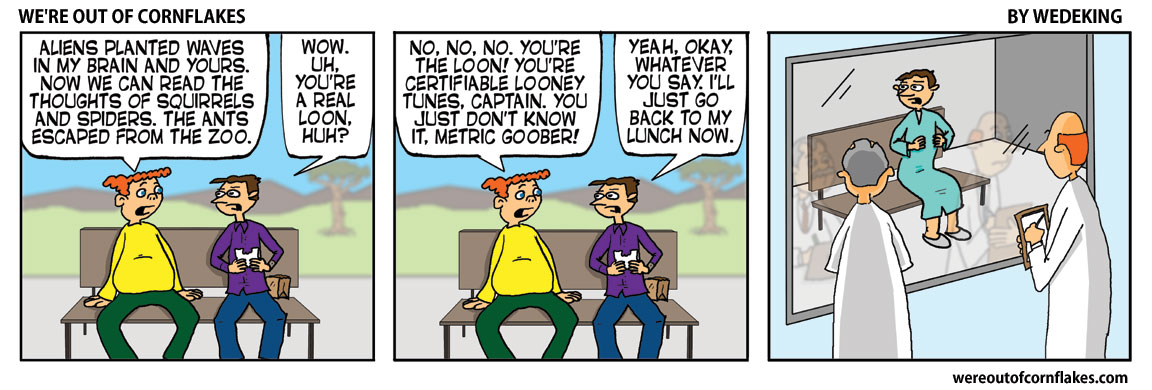 WE'RE OUT OF CORNFLAKES
BY WEDEKING
ALIENS PLANTED WAVES
IN MY BRAIN AND YOURS.
NOW WE CAN READ THE
THOUGHTS OF SQUIRRELS
AND SPIDERS. THE ANTS
ESCAPED FROM THE ZOO.
WOW.
UH,
YOU'RE
A REAL
LOON,
HUH?
NO, NO, NO. YOU'RE
THE LOON! YOU'RE
CERTIFIABLE LOONEY
TUNES, CAPTAIN. YOU
JUST DON'T KNOW
IT, METRIC GOOBER!
YEAH, OKAY,
WHATEVER
YOU SAY. I'LL
JUST GO
BACK TO MY
LUNCH NOW.
wereoutofcornflakes.com